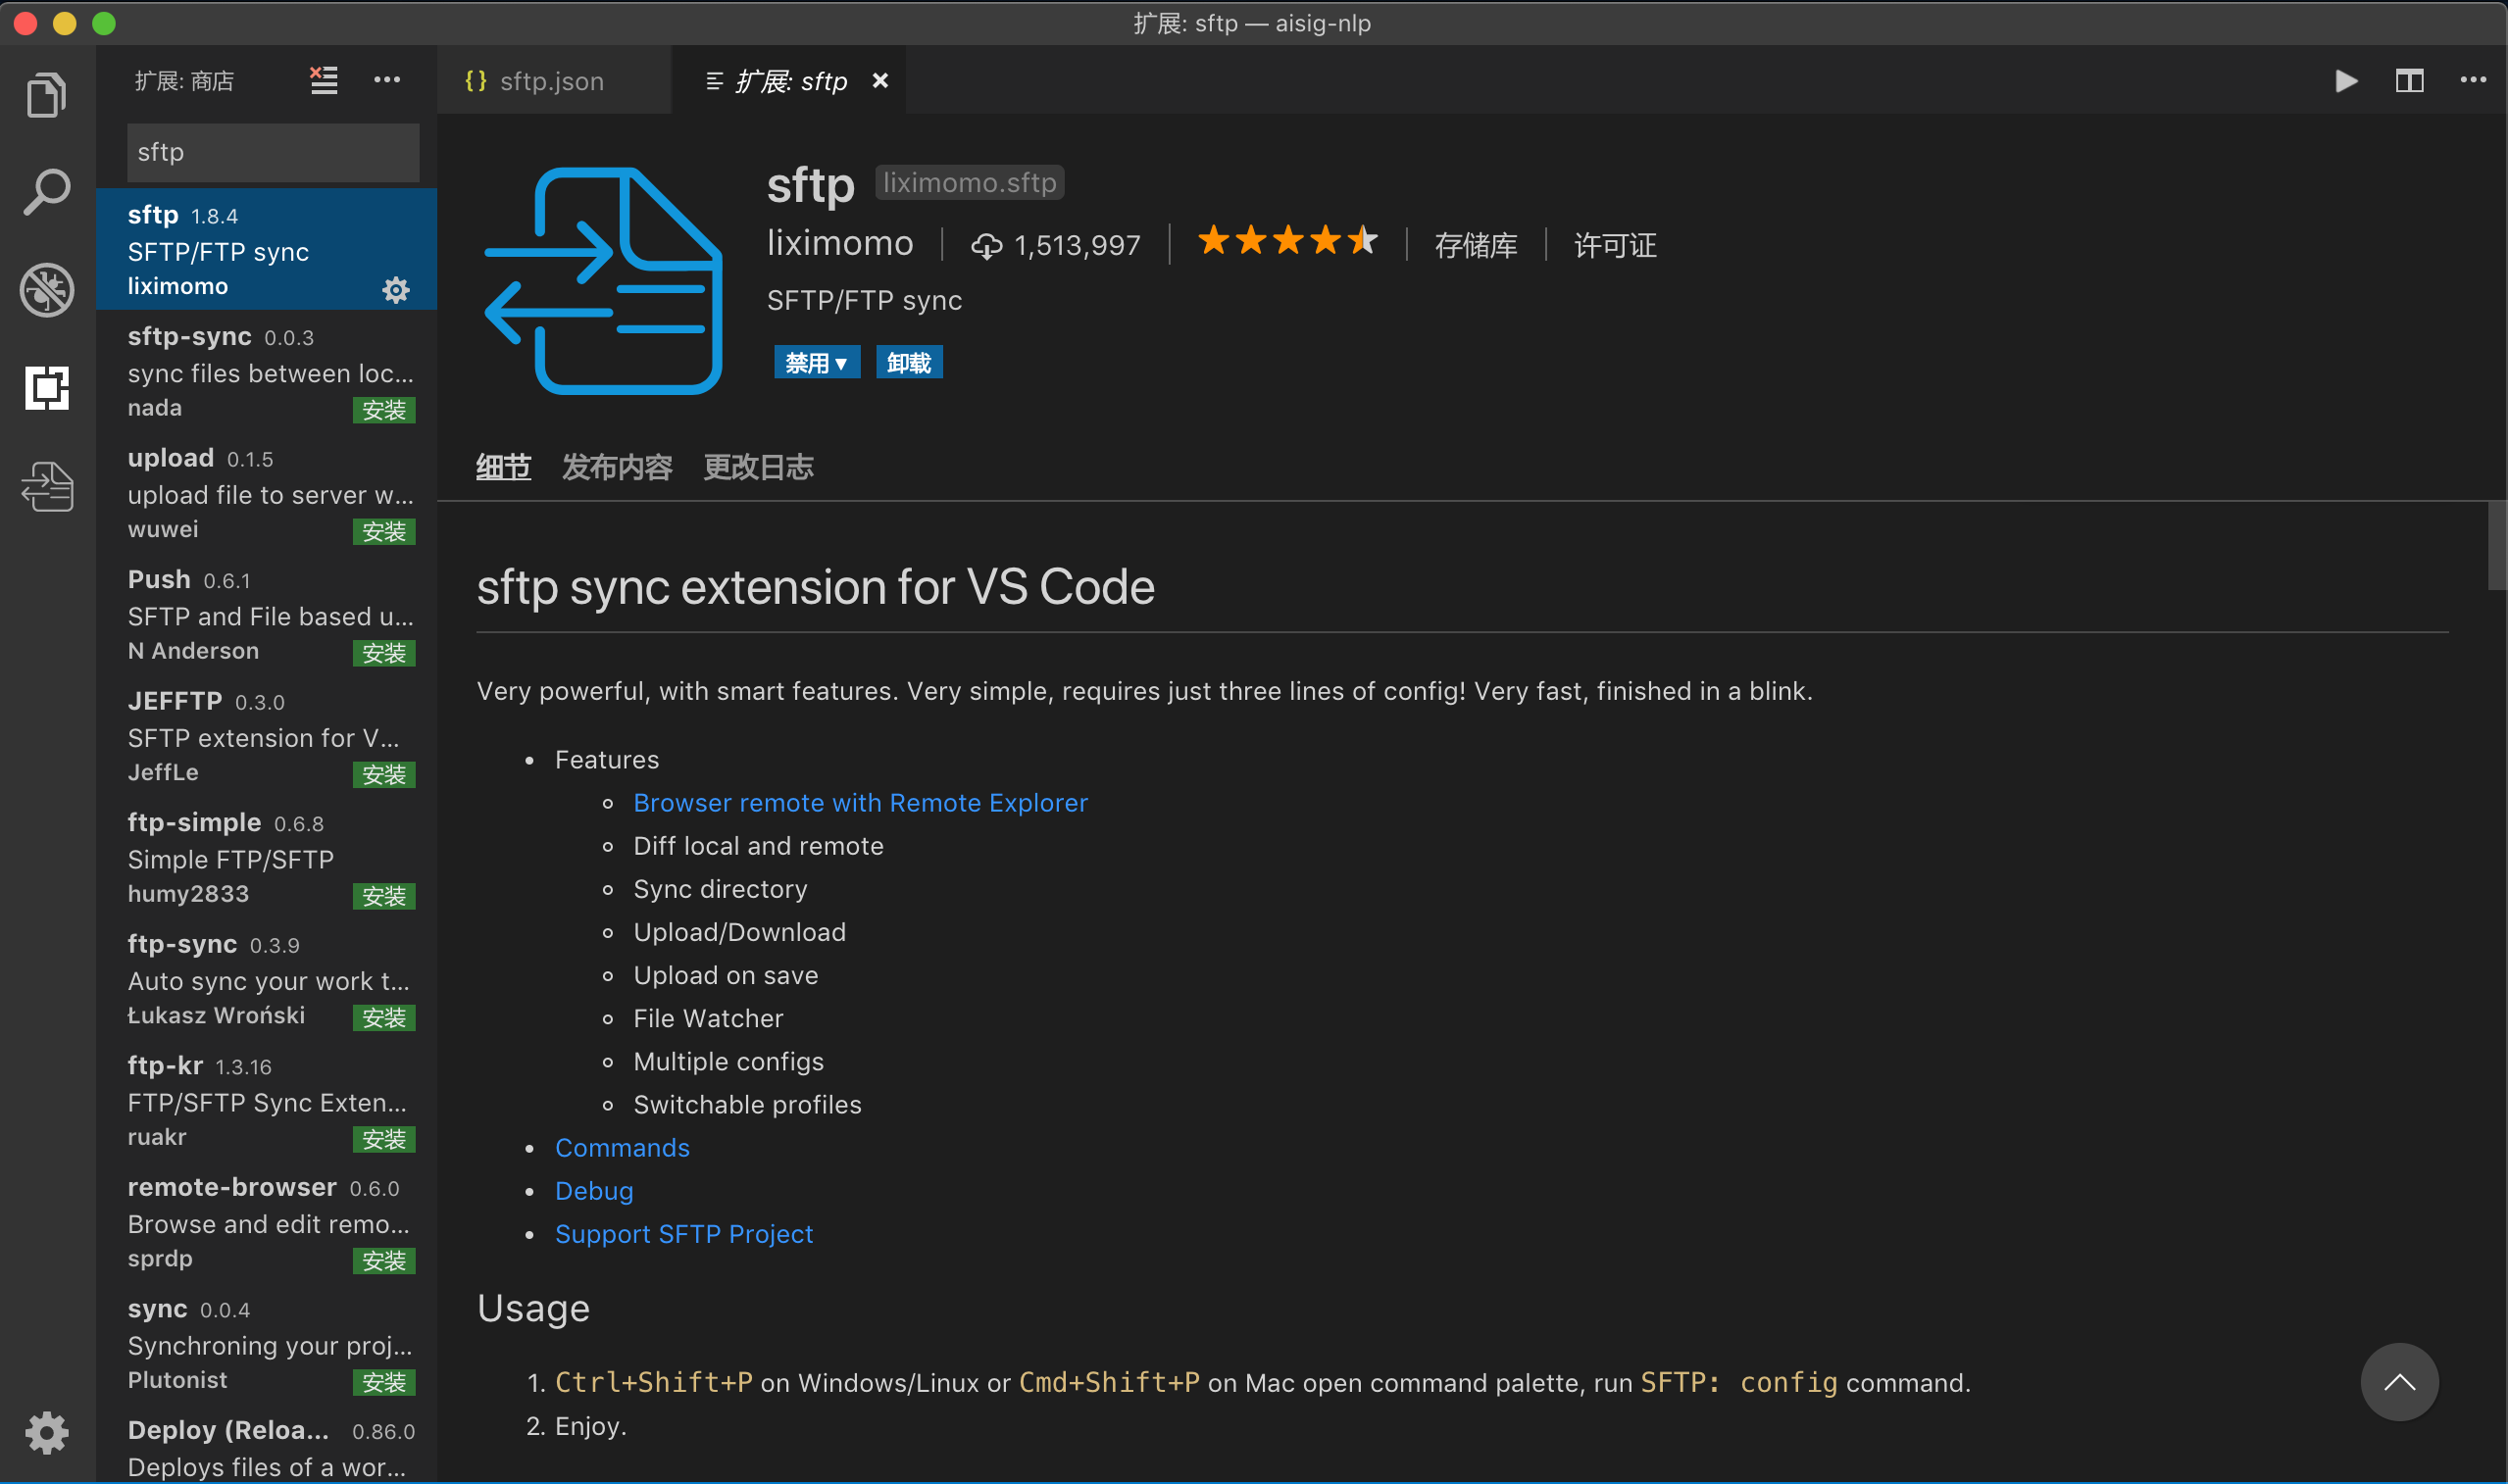 扩展: sftp — aisig-nlp
扩展: 商店
sftp
sftp 1.8.4
SFTP/FTP sync
liximomo
sftp-sync 0.0.3
sync files between loc...
nada
安装
upload 0.1.5
upload file to server w...
wuwei
安装
Push 0.6.1
SFTP and File based u...
N Anderson
安装
JEFFTP 0.3.0
SFTP extension for V...
JeffLe
安装
ftp-simple 0.6.8
Simple FTP/SFTP
humy2833
安装
ftp-sync 0.3.9
Auto sync your work t...
Łukasz Wroński
安装
ftp-kr 1.3.16
FTP/SFTP Sync Exten...
ruakr
安装
remote-browser 0.6.0
Browse and edit remo...
sprdp
安装
sync 0.0.4
Synchroning your proj...
Plutonist
安装
Deploy (Reloa... 0.86.0
Deploys files of a wor...
{} sftp.json
扩展: sftp
sftp liximomo.sftp
liximomo 1,513,997 存储库 许可证
SFTP/FTP sync
禁用 卸载
细节 发布内容 更改日志
sftp sync extension for VS Code
Very powerful, with smart features. Very simple, requires just three lines of config! Very fast, finished in a blink.
• Features
Browser remote with Remote Explorer
Diff local and remote
Sync directory
Upload/Download
Upload on save
File Watcher
Multiple configs
Switchable profiles
• Commands
• Debug
• Support SFTP Project
Usage
1. Ctrl+Shift+P on Windows/Linux or Cmd+Shift+P on Mac open command palette, run SFTP: config command.
2. Enjoy.